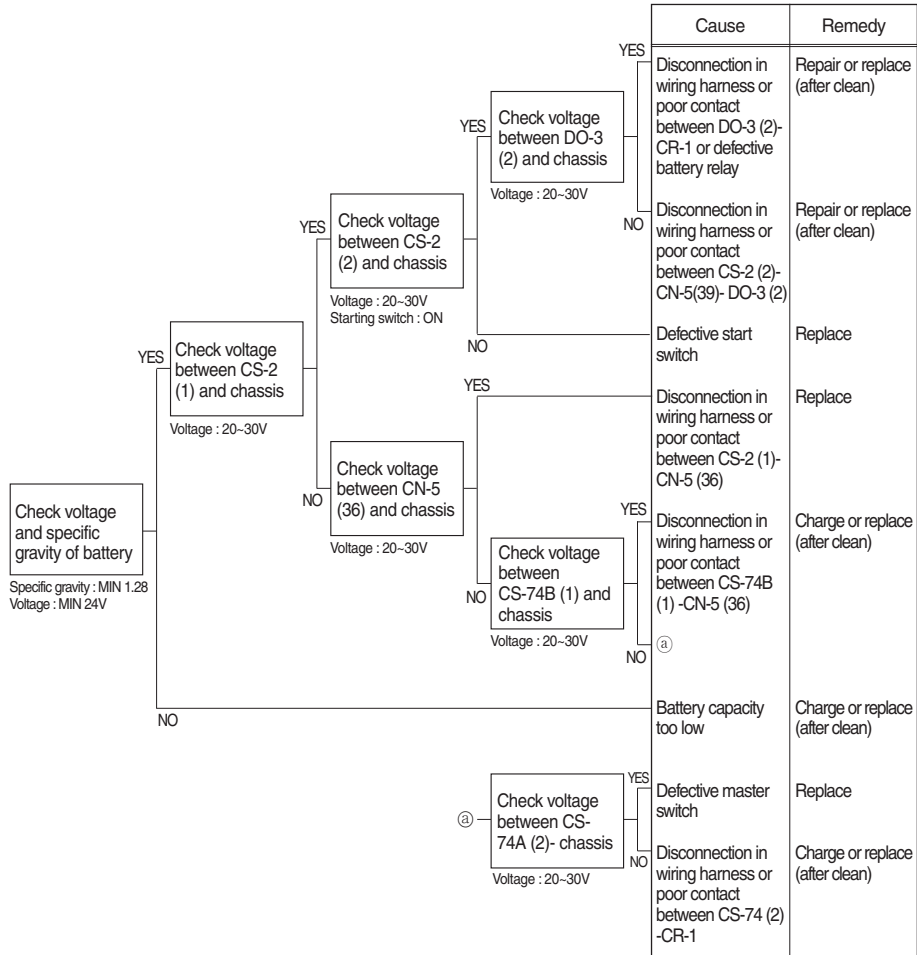 Cause
Remedy
YES
Disconnection in
wiring harness or
poor contact
between DO-3 (2)-
CR-1 or defective
battery relay
Repair or replace
(after clean)
YES
Check voltage
between DO-3
(2) and chassis
Voltage : 20~30V
NO
Disconnection in
wiring harness or
poor contact
between CS-2 (2)-
CN-5(39)- DO-3 (2)
Repair or replace
(after clean)
YES
Check voltage
between CS-2
(2) and chassis
Voltage : 20~30V
Starting switch : ON
NO
Defective start
switch
Replace
YES
Check voltage
between CS-2
(1) and chassis
Voltage : 20~30V
YES
Disconnection in
wiring harness or
poor contact
between CS-2 (1)-
CN-5 (36)
Replace
NO
Check voltage
between CN-5
(36) and chassis
Voltage : 20~30V
Check voltage
and specific
gravity of battery
Specific gravity : MIN 1.28
Voltage : MIN 24V
YES
Disconnection in
wiring harness or
poor contact
between CS-74B
(1) -CN-5 (36)
Charge or replace
(after clean)
NO
Check voltage
between
CS-74B (1) and
chassis
Voltage : 20~30V
NO
ⓐ
NO
Battery capacity
too low
Charge or replace
(after clean)
ⓐ
Check voltage
between CS-
74A (2)- chassis
Voltage : 20~30V
YES
Defective master
switch
Replace
NO
Disconnection in
wiring harness or
poor contact
between CS-74 (2)
-CR-1
Charge or replace
(after clean)